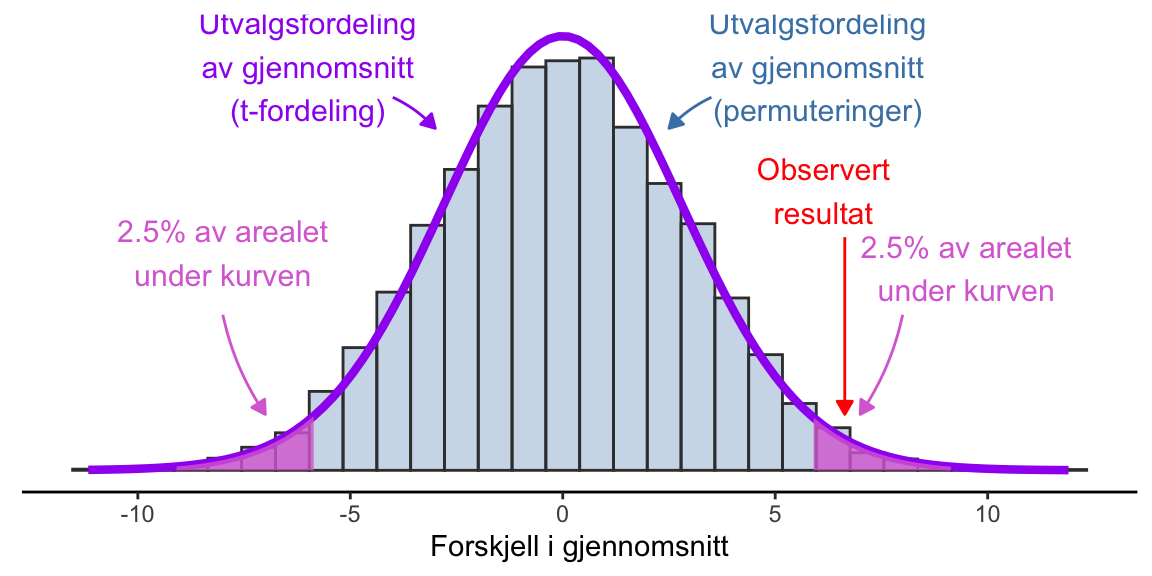 Utvalgsfordeling
av gjennomsnitt
(t-fordeling)
Utvalgsfordeling
av gjennomsnitt
(permuteringer)
Observert
resultat
2.5% av arealet
under kurven
2.5% av arealet
under kurven
-10
-5
0
5
10
Forskjell i gjennomsnitt